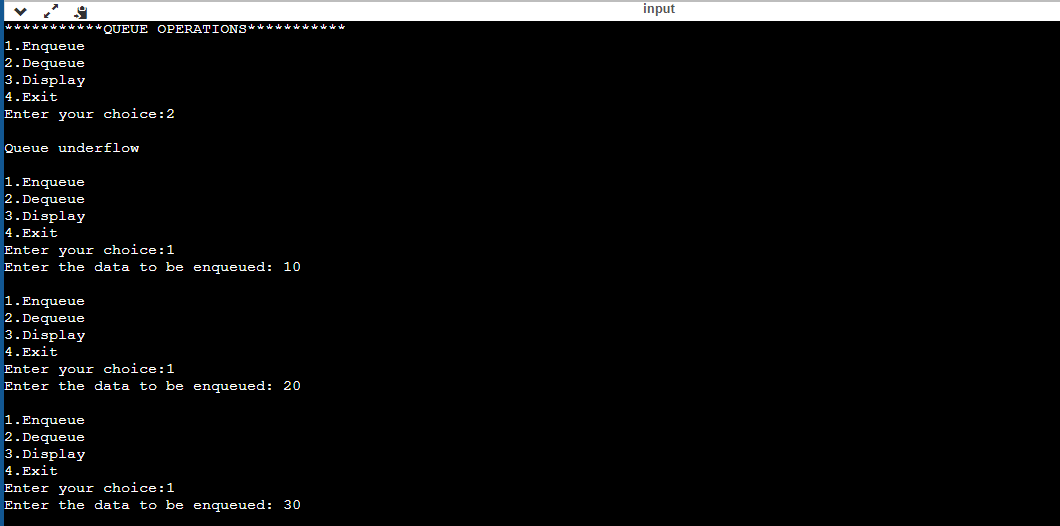 input
***********QUEUE OPERATIONS***********
1.Enqueue
2.Dequeue
3.Display
4.Exit
Enter your choice:2
Queue underflow
1.Enqueue
2.Dequeue
3.Display
4.Exit
Enter your choice:1
Enter the data to be enqueued: 10
1.Enqueue
2.Dequeue
3.Display
4.Exit
Enter your choice:1
Enter the data to be enqueued: 20
1.Enqueue
2.Dequeue
3.Display
4.Exit
Enter your choice:1
Enter the data to be enqueued: 30